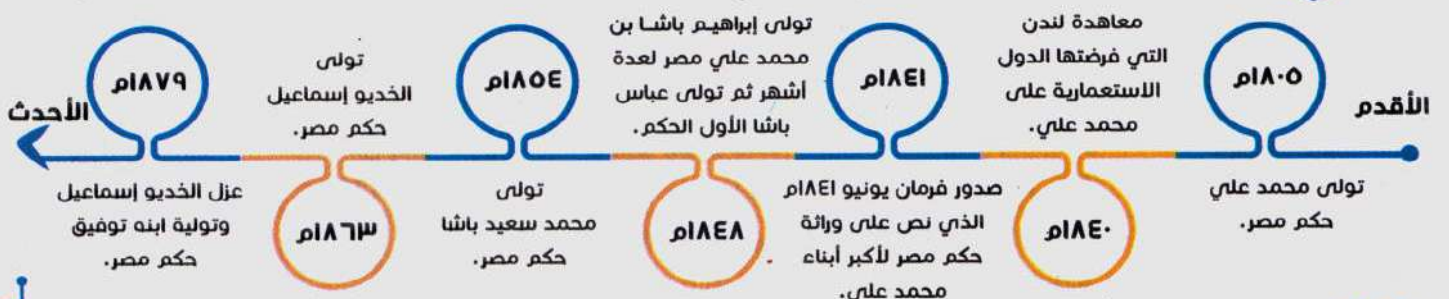 الأقدم
١٨٠٥م
تولى محمد علي
حكم مصر.
معاهدة لندن
التي فرضتها الدول
الاستعمارية على
محمد علي.
١٨٤٠م
١٨٤١م
صدور فرمان يونيو ١٨٤١م
الذي نص على وراثة
حكم مصر لأكبر أبناء
محمد علي.
تولى إبراهيم باشا بن
محمد علي مصر لعدة
أشهر ثم تولى عباس
باشا الأول الحكم.
١٨٤٨م
١٨٥٤م
تولى
محمد سعيد باشا
حكم مصر.
تولى
الخديو إسماعيل
حكم مصر.
١٨٦٣م
١٨٧٩م
عزل الخديو إسماعيل
وتولية ابنه توفيق
حكم مصر.
الأحدث